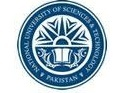 NATIONAL UNIVERSITY OF SCIENCES & TECHNOLOGY
PAKISTAN